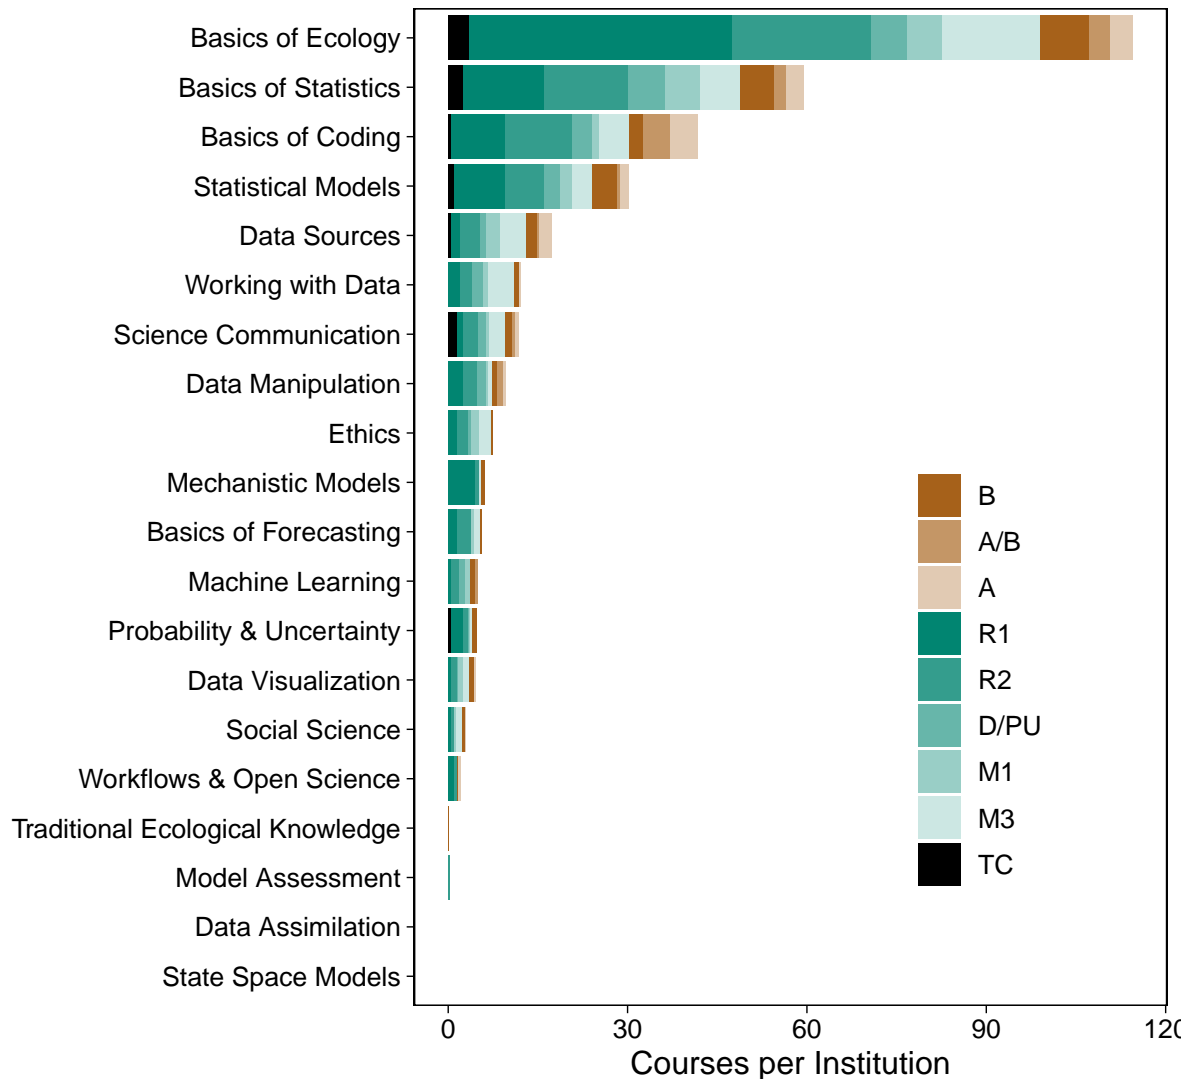 Basics of Ecology
Basics of Statistics
Basics of Coding
Statistical Models
Data Sources
Working with Data
Science Communication
Data Manipulation
Ethics
Mechanistic Models
Basics of Forecasting
Machine Learning
Probability & Uncertainty
Data Visualization
Social Science
Workflows & Open Science
Traditional Ecological Knowledge
Model Assessment
Data Assimilation
State Space Models
B
A/B
A
R1
R2
D/PU
M1
M3
TC
0 30 60 90 120
Courses per Institution